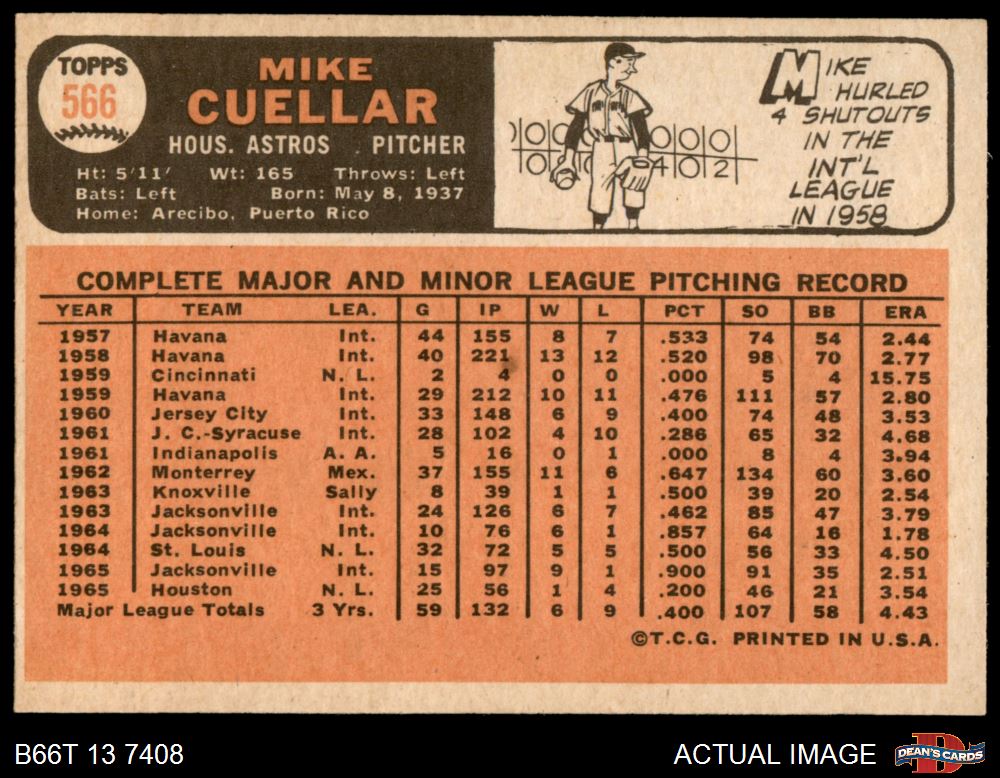 TOPPS
566
MIKE
CUELLAR
HOUS. ASTROS . PITCHER
Ht: 5'11' Wt: 165 Throws: Left
Bats: Left Born: May 8, 1937
Home: Arecibo, Puerto Rico
MIKE
HURLED
4 SHUTOUTS
IN THE
INT'L
LEAGUE
IN 1958
COMPLETE MAJOR AND MINOR LEAGUE PITCHING RECORD
YEAR TEAM LEA. G IP W L PCT SO BB ERA
1957 Havana Int. 44 155 8 7 .533 74 54 2.44
1958 Havana Int. 40 221 13 12 .520 98 70 2.77
1959 Cincinnati N. L. 2 4 0 0 .000 5 4 15.75
1959 Havana Int. 29 212 10 11 .476 111 57 2.80
1960 Jersey City Int. 33 148 6 9 .400 74 48 3.53
1961 J. C.-Syracuse Int. 28 102 4 10 .286 65 32 4.68
1961 Indianapolis A. A. 5 16 0 1 .000 8 4 3.94
1962 Monterrey Mex. 37 155 11 6 .647 134 60 3.60
1963 Knoxville Sally 8 39 1 1 .500 39 20 2.54
1963 Jacksonville Int. 24 126 6 7 .462 85 47 3.79
1964 Jacksonville Int. 10 76 6 1 .857 64 16 1.78
1964 St. Louis N. L. 32 72 5 5 .500 56 33 4.50
1965 Jacksonville Int. 15 97 9 1 .900 91 35 2.51
1965 Houston N. L. 25 56 1 4 .200 46 21 3.54
Major League Totals 3 Yrs. 59 132 6 9 .400 107 58 4.43
©T.C.G. PRINTED IN U.S.A.
B66T 13 7408 ACTUAL IMAGE DEAN'S CARDS